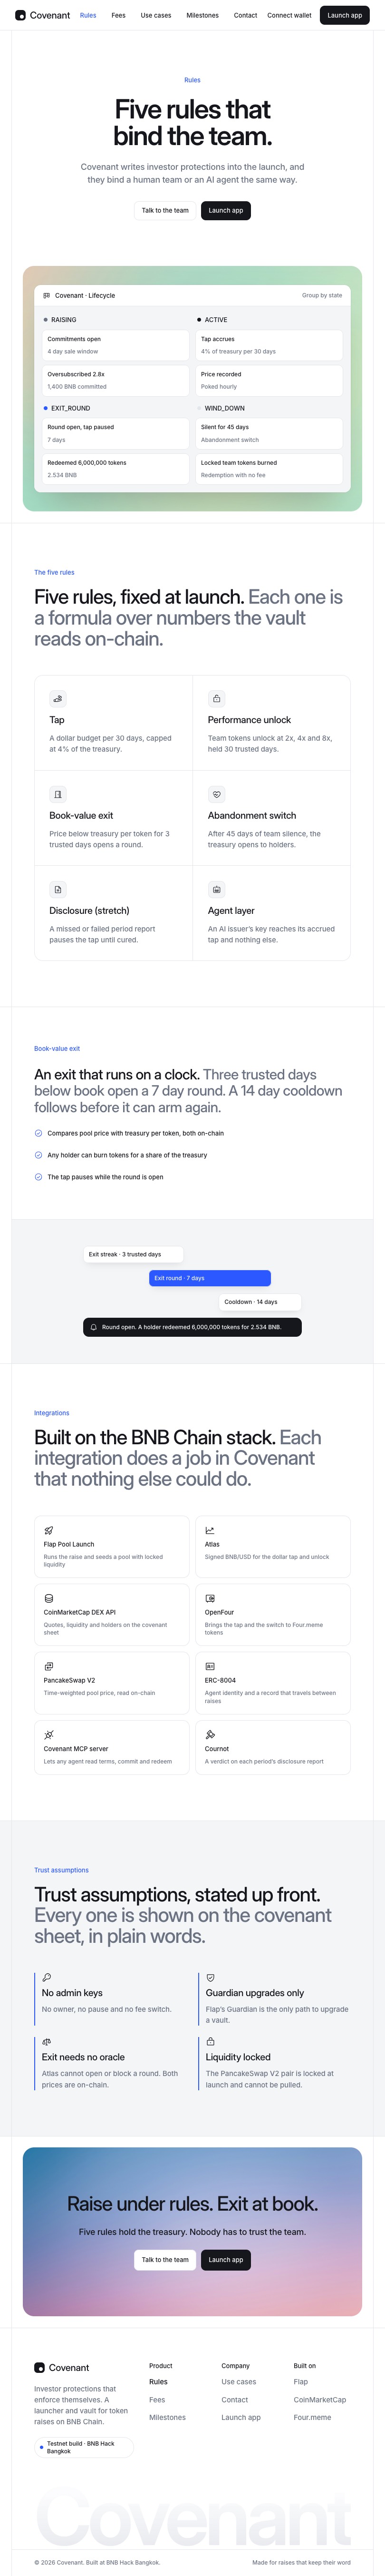 Covenant
Rules
Fees
Use cases
Milestones
Contact
Connect wallet
Launch app
Rules
Five rules that
bind the team.
Covenant writes investor protections into the launch, and
they bind a human team or an AI agent the same way.
Talk to the team
Launch app
Covenant · Lifecycle
Group by state
RAISING
Commitments open
4 day sale window
Oversubscribed 2.8x
1,400 BNB committed
ACTIVE
Tap accrues
4% of treasury per 30 days
Price recorded
Poked hourly
EXIT_ROUND
Round open, tap paused
7 days
Redeemed 6,000,000 tokens
2.534 BNB
WIND_DOWN
Silent for 45 days
Abandonment switch
Locked team tokens burned
Redemption with no fee
The five rules
Five rules, fixed at launch. Each one is
a formula over numbers the vault
reads on-chain.
Tap
A dollar budget per 30 days, capped
at 4% of the treasury.
Performance unlock
Team tokens unlock at 2x, 4x and 8x,
held 30 trusted days.
Book-value exit
Price below treasury per token for 3
trusted days opens a round.
Abandonment switch
After 45 days of team silence, the
treasury opens to holders.
Disclosure (stretch)
A missed or failed period report
pauses the tap until cured.
Agent layer
An AI issuer's key reaches its accrued
tap and nothing else.
Book-value exit
An exit that runs on a clock. Three trusted days
below book open a 7 day round. A 14 day cooldown
follows before it can arm again.
Compares pool price with treasury per token, both on-chain
Any holder can burn tokens for a share of the treasury
The tap pauses while the round is open
Exit streak · 3 trusted days
Exit round · 7 days
Cooldown · 14 days
Round open. A holder redeemed 6,000,000 tokens for 2.534 BNB.
Integrations
Built on the BNB Chain stack. Each
integration does a job in Covenant
that nothing else could do.
Flap Pool Launch
Runs the raise and seeds a pool with locked
liquidity
Atlas
Signed BNB/USD for the dollar tap and unlock
CoinMarketCap DEX API
Quotes, liquidity and holders on the covenant
sheet
OpenFour
Brings the tap and the switch to Four.meme
tokens
PancakeSwap V2
Time-weighted pool price, read on-chain
ERC-8004
Agent identity and a record that travels between
raises
Covenant MCP server
Lets any agent read terms, commit and redeem
Cournot
A verdict on each period's disclosure report
Trust assumptions
Trust assumptions, stated up front.
Every one is shown on the covenant
sheet, in plain words.
No admin keys
No owner, no pause and no fee switch.
Guardian upgrades only
Flap's Guardian is the only path to upgrade
a vault.
Exit needs no oracle
Atlas cannot open or block a round. Both
prices are on-chain.
Liquidity locked
The PancakeSwap V2 pair is locked at
launch and cannot be pulled.
Raise under rules. Exit at book.
Five rules hold the treasury. Nobody has to trust the team.
Talk to the team
Launch app
Covenant
Investor protections that
enforce themselves. A
launcher and vault for token
raises on BNB Chain.
Testnet build · BNB Hack
Bangkok
Product
Rules
Fees
Milestones
Company
Use cases
Contact
Launch app
Built on
Flap
CoinMarketCap
Four.meme
Covenant
© 2026 Covenant. Built at BNB Hack Bangkok.
Made for raises that keep their word